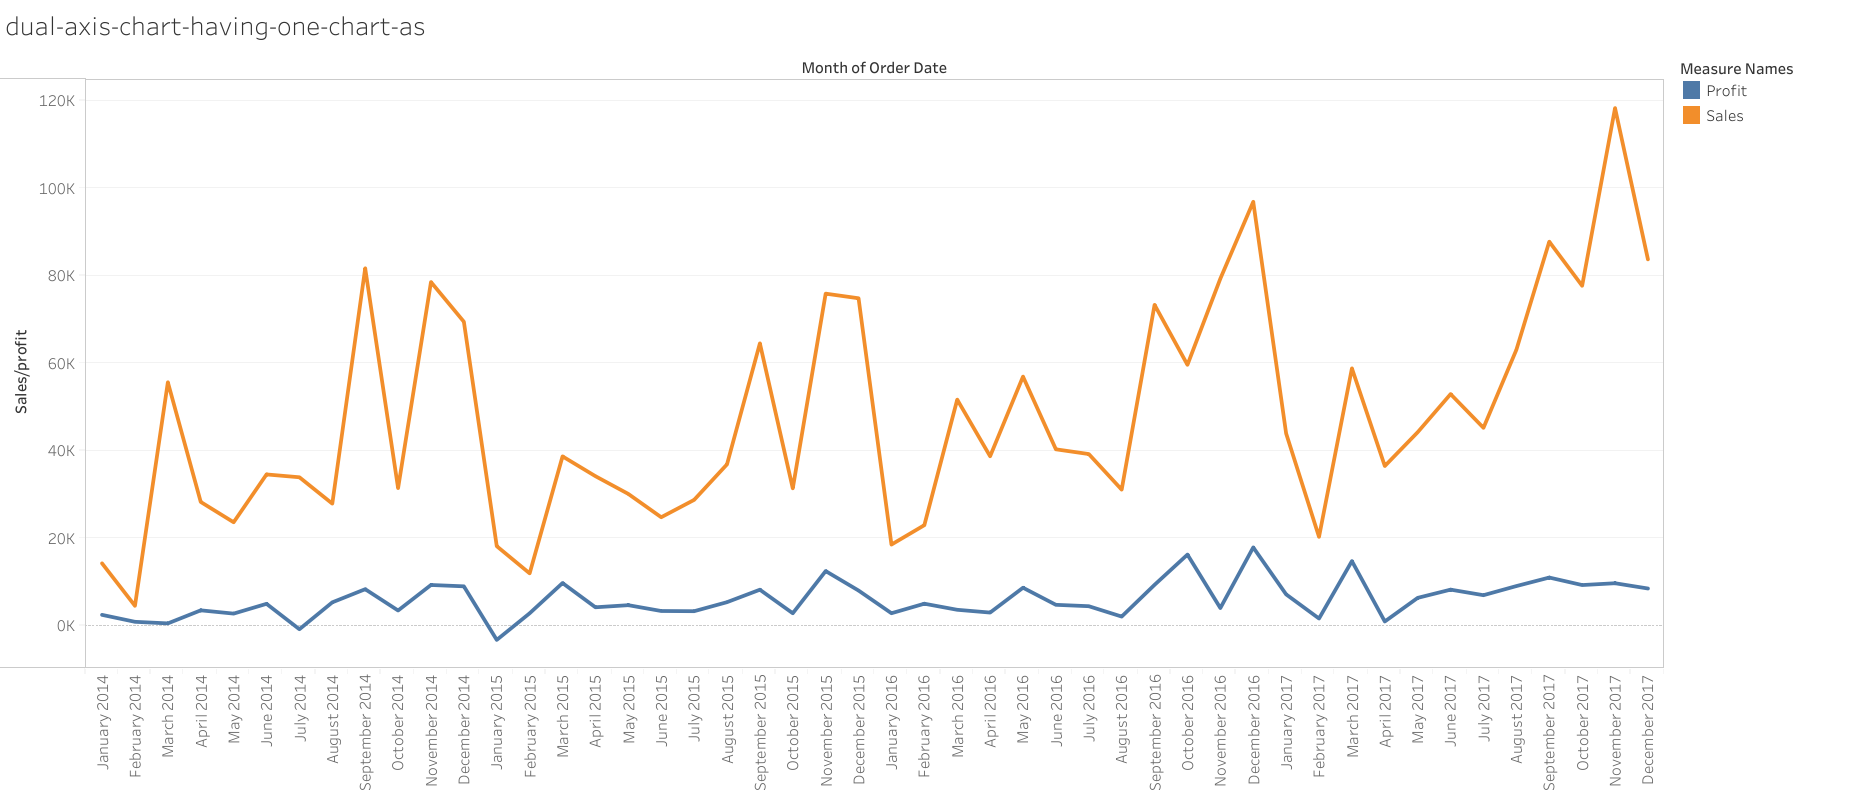 dual-axis-chart-having-one-chart-as
Month of Order Date
Measure Names
Profit
Sales
Sales/profit
120K
100K
80K
60K
40K
20K
0K
January 2014
February 2014
March 2014
April 2014
May 2014
June 2014
July 2014
August 2014
September 2014
October 2014
November 2014
December 2014
January 2015
February 2015
March 2015
April 2015
May 2015
June 2015
July 2015
August 2015
September 2015
October 2015
November 2015
December 2015
January 2016
February 2016
March 2016
April 2016
May 2016
June 2016
July 2016
August 2016
September 2016
October 2016
November 2016
December 2016
January 2017
February 2017
March 2017
April 2017
May 2017
June 2017
July 2017
August 2017
September 2017
October 2017
November 2017
December 2017